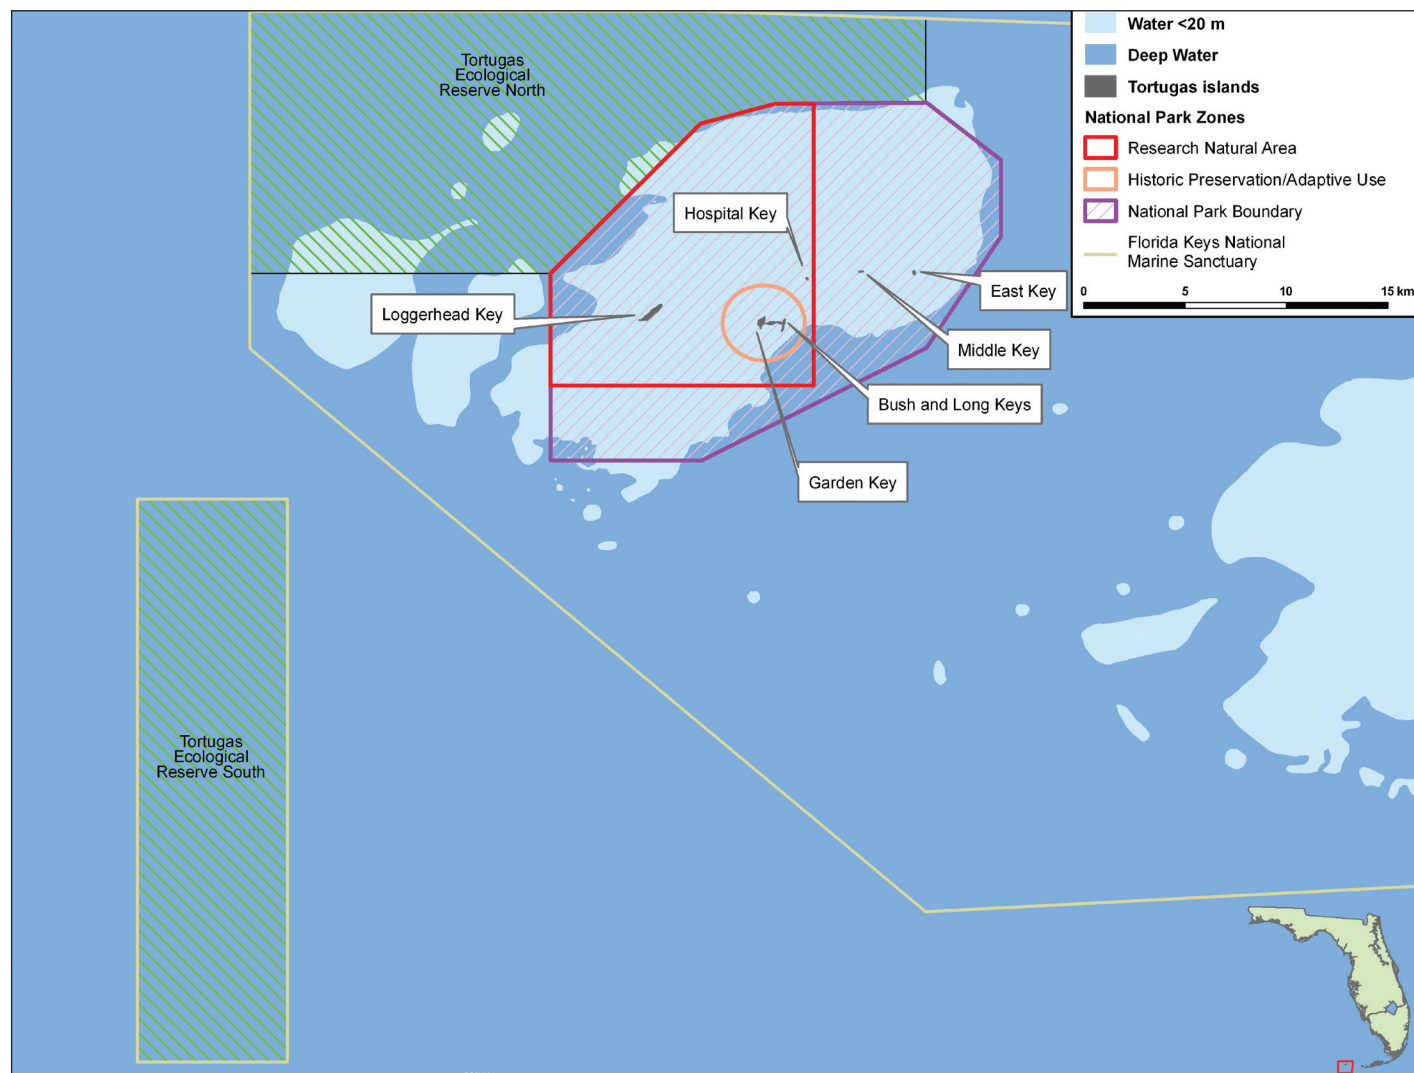 Tortugas
Ecological
Reserve North
Hospital Key
Loggerhead Key
East Key
Middle Key
Bush and Long Keys
Garden Key
Tortugas
Ecological
Reserve South
Water <20 m
Deep Water
Tortugas islands
National Park Zones
Research Natural Area
Historic Preservation/Adaptive Use
National Park Boundary
Florida Keys National
Marine Sanctuary
0 5 10 15 km